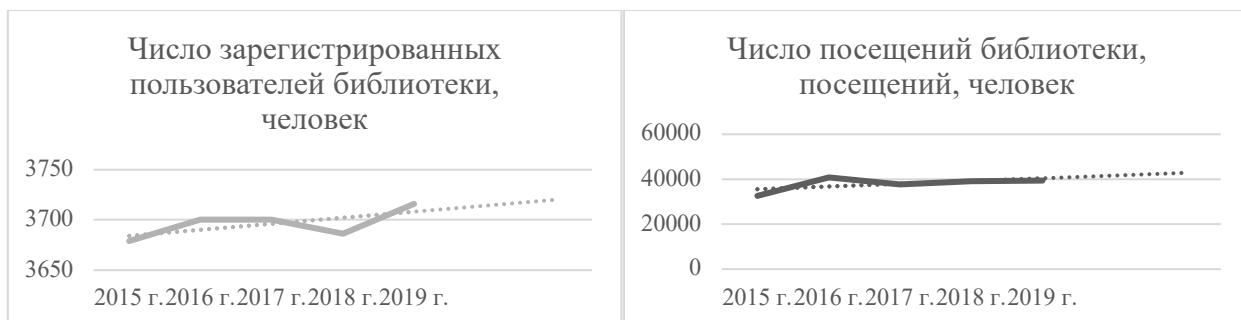 Число зарегистрированных
пользователей библиотеки,
человек
3750
3700
3650
2015 г.2016 г.2017 г.2018 г.2019 г.
Число посещений библиотеки,
посещений, человек
60000
40000
20000
0
2015 г.2016 г.2017 г.2018 г.2019 г.